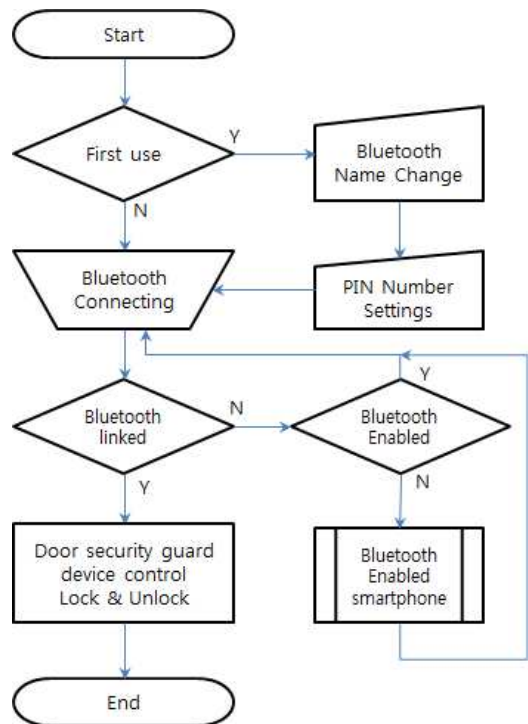 Start
First use
Y
Bluetooth
Name Change
N
Bluetooth
Connecting
PIN Number
Settings
Bluetooth
linked
N
Bluetooth
Enabled
Y
Y
N
Door security guard
device control
Lock & Unlock
Bluetooth
Enabled
smartphone
End